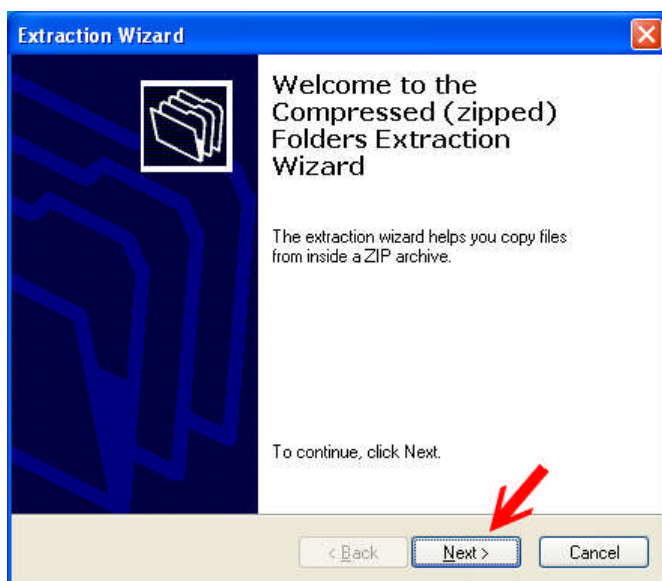 Extraction Wizard
Welcome to the
Compressed (zipped)
Folders Extraction
Wizard
The extraction wizard helps you copy files
from inside a ZIP archive.
To continue, click Next.
< Back
Next >
Cancel